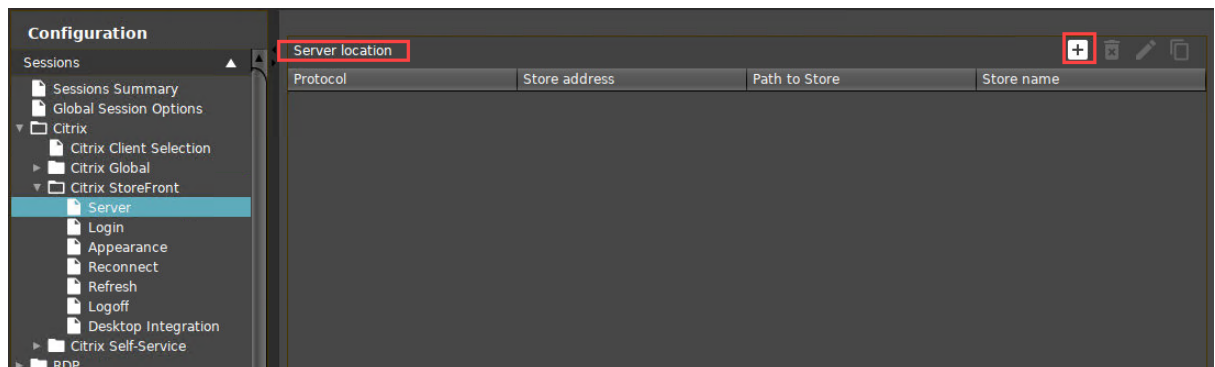 Configuration
Sessions
Sessions Summary
Global Session Options
Citrix
Citrix Client Selection
Citrix Global
Citrix StoreFront
Server
Login
Appearance
Reconnect
Refresh
Logoff
Desktop Integration
Citrix Self-Service
RDP
Server location
Protocol Store address Path to Store Store name